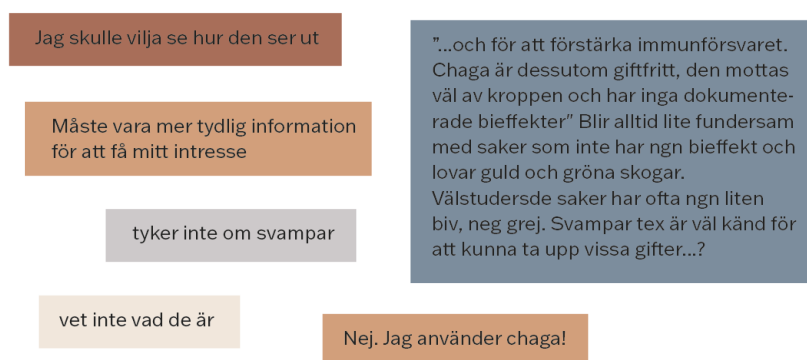 Jag skulle vilja se hur den ser ut
Måste vara mer tydlig information
för att få mitt intresse
tyker inte om svampar
vet inte vad de är
Nej. Jag använder chaga!
”...och för att förstärka immunförsvaret.
Chaga är dessutom giftfritt, den mottas
väl av kroppen och har inga dokumente-
rade bieffekter” Blir alltid lite fundersam
med saker som inte har ngn bieffekt och
lovar guld och gröna skogar.
Välstudersde saker har ofta ngn liten
biv, neg grej. Svampar tex är väl känd för
att kunna ta upp vissa gifter...?